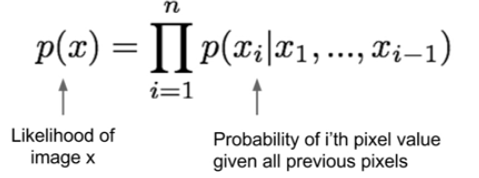 p(x) = ∏_{i=1}^{n} p(x_i|x_1, ..., x_{i-1})
Likelihood of
image x
Probability of i'th pixel value
given all previous pixels